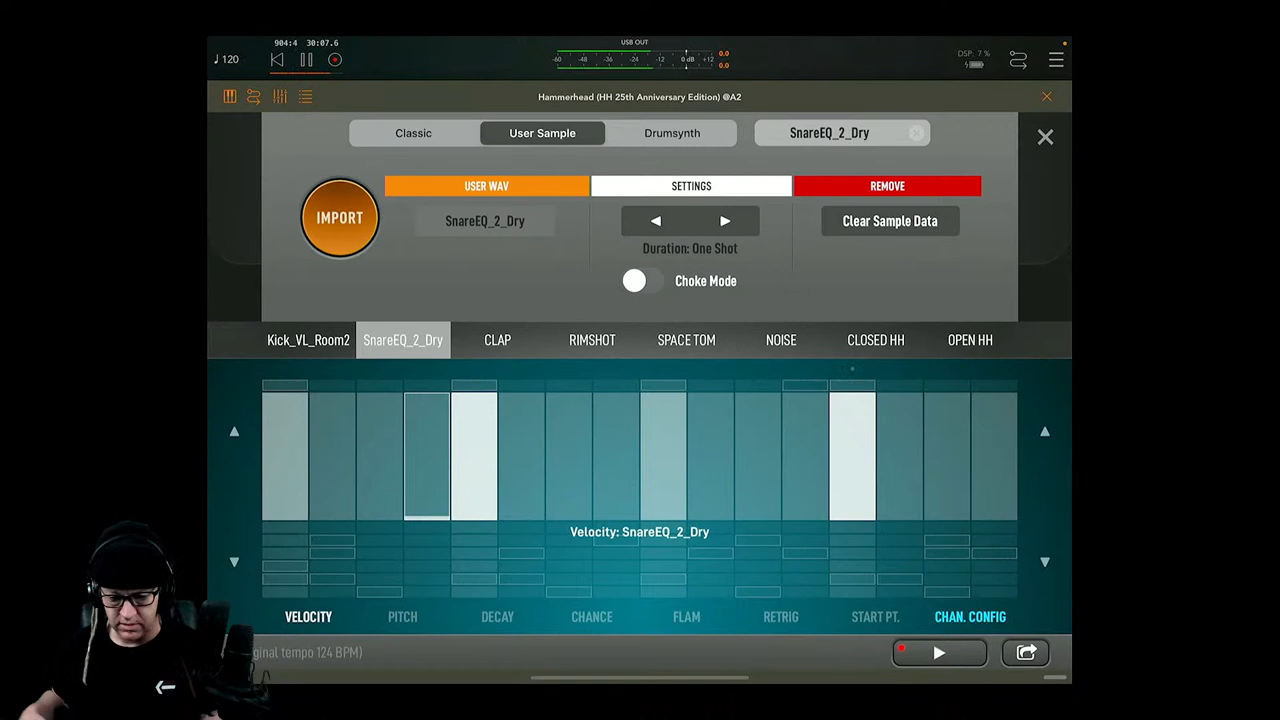 904:4 30:07.6
♩120
USB OUT
-60 -48 -36 -24 -12 0 dB +12
0.0
0.0
DSP: 7 %
Hammerhead (HH 25th Anniversary Edition) @A2
Classic User Sample Drumsynth SnareEQ_2_Dry
IMPORT
USER WAV SETTINGS REMOVE
SnareEQ_2_Dry
Duration: One Shot
Clear Sample Data
Choke Mode
Kick_VL_Room2 SnareEQ_2_Dry CLAP RIMSHOT SPACE TOM NOISE CLOSED HH OPEN HH
Velocity: SnareEQ_2_Dry
VELOCITY PITCH DECAY CHANCE FLAM RETRIG START PT. CHAN. CONFIG
ginal tempo 124 BPM)